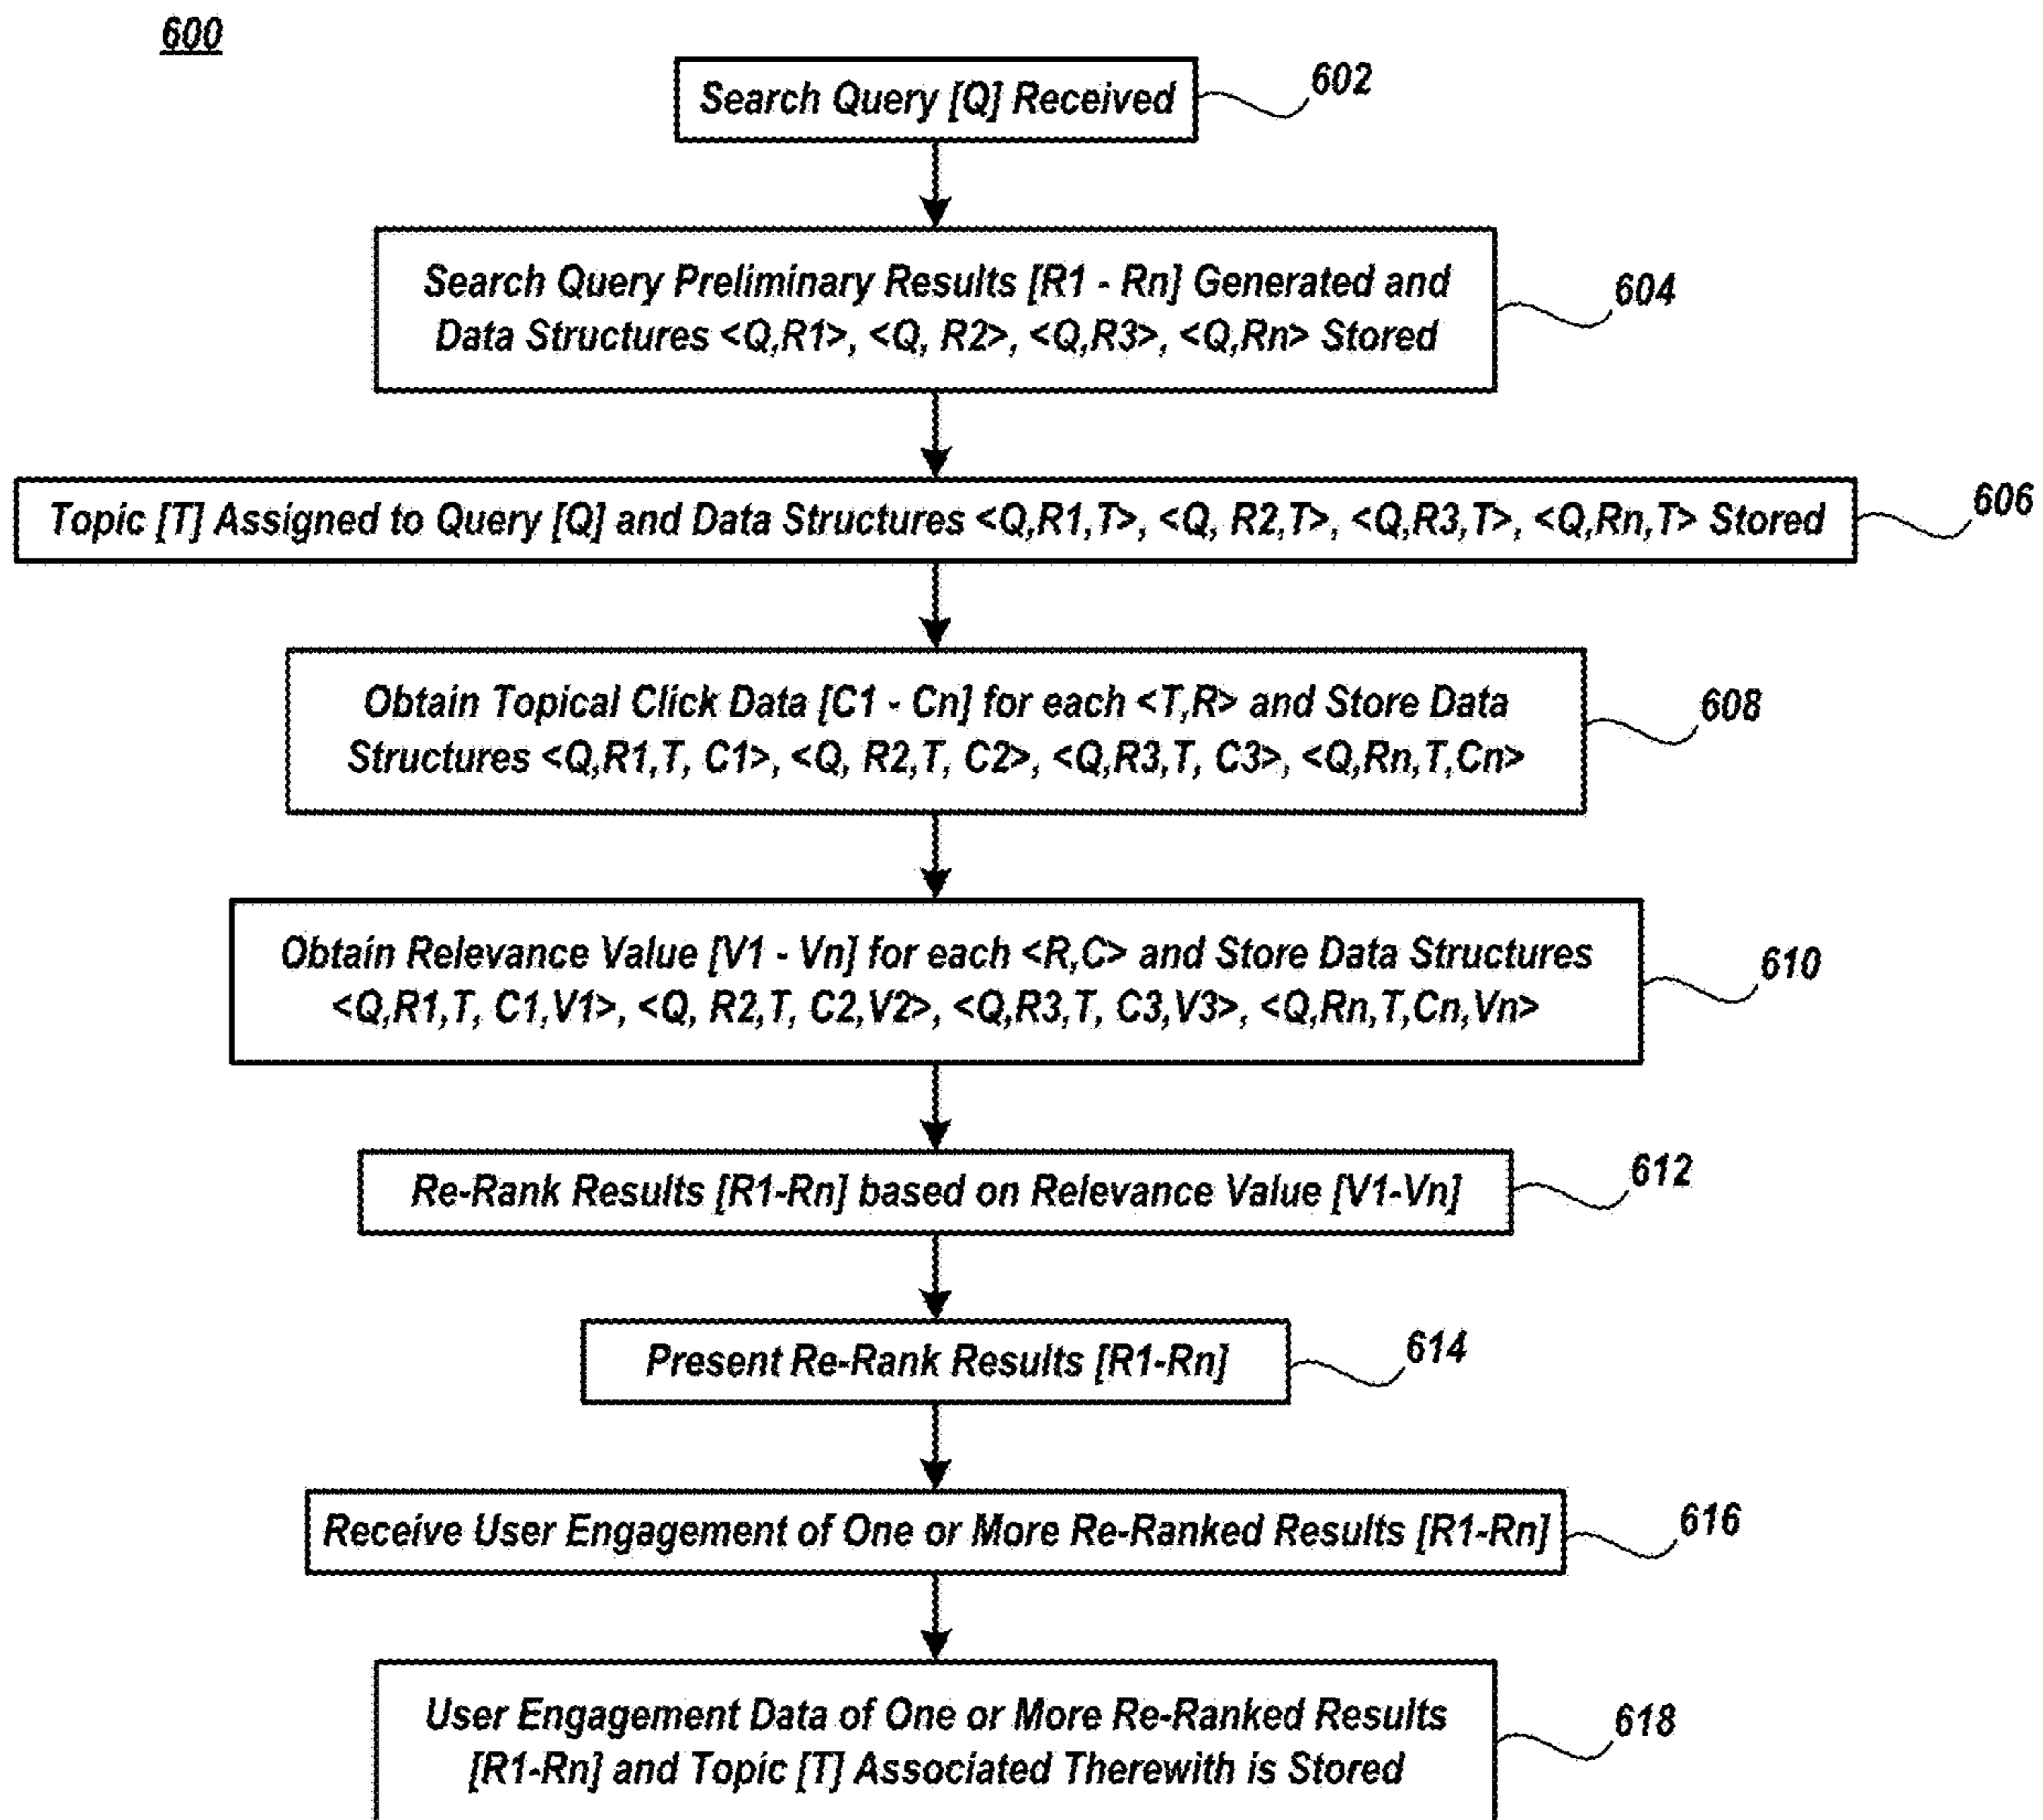 600
Search Query [Q] Received
602
Search Query Preliminary Results [R1 - Rn] Generated and
Data Structures <Q,R1>, <Q, R2>, <Q,R3>, <Q,Rn> Stored
604
Topic [T] Assigned to Query [Q] and Data Structures <Q,R1,T>, <Q, R2,T>, <Q,R3,T>, <Q,Rn,T> Stored
606
Obtain Topical Click Data [C1 - Cn] for each <T,R> and Store Data
Structures <Q,R1,T, C1>, <Q, R2,T, C2>, <Q,R3,T, C3>, <Q,Rn,T,Cn>
608
Obtain Relevance Value [V1 - Vn] for each <R,C> and Store Data Structures
<Q,R1,T, C1,V1>, <Q, R2,T, C2,V2>, <Q,R3,T, C3,V3>, <Q,Rn,T,Cn,Vn>
610
Re-Rank Results [R1-Rn] based on Relevance Value [V1-Vn]
612
Present Re-Rank Results [R1-Rn]
614
Receive User Engagement of One or More Re-Ranked Results [R1-Rn]
616
User Engagement Data of One or More Re-Ranked Results
[R1-Rn] and Topic [T] Associated Therewith is Stored
618